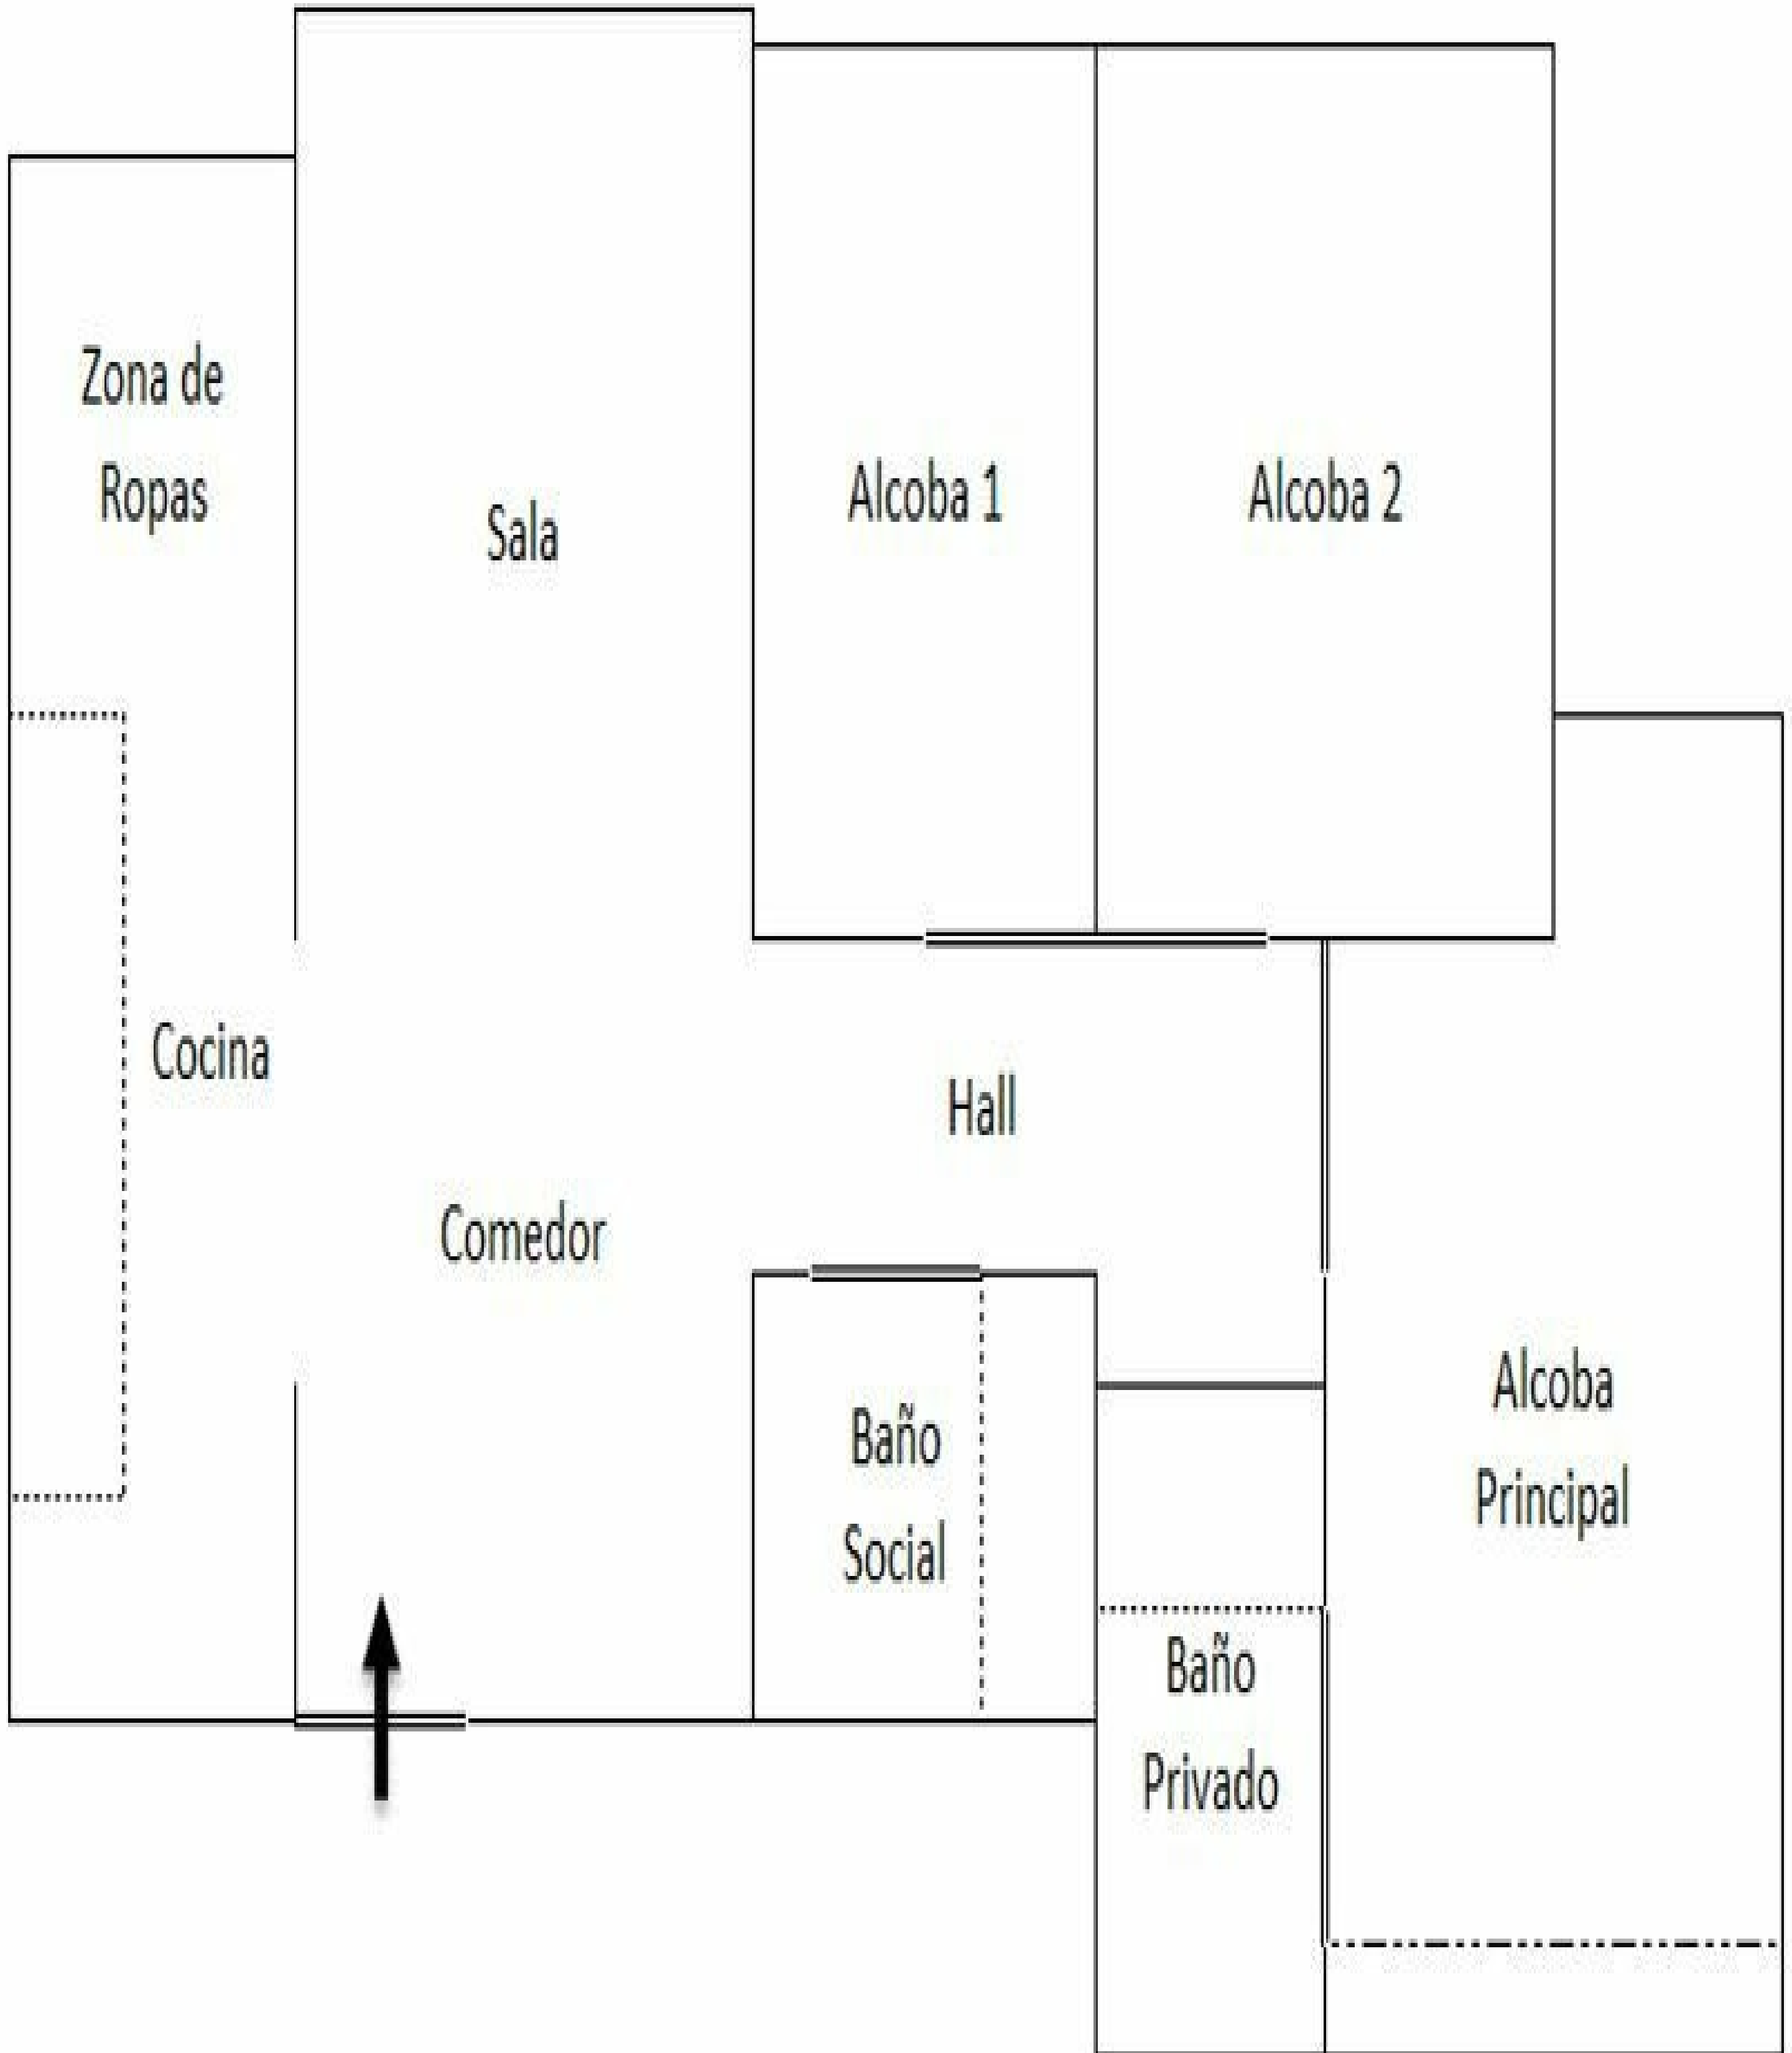 Zona de
Ropas
Sala
Alcoba 1
Alcoba 2
Cocina
Hall
Comedor
Baño
Social
Alcoba
Principal
Baño
Privado